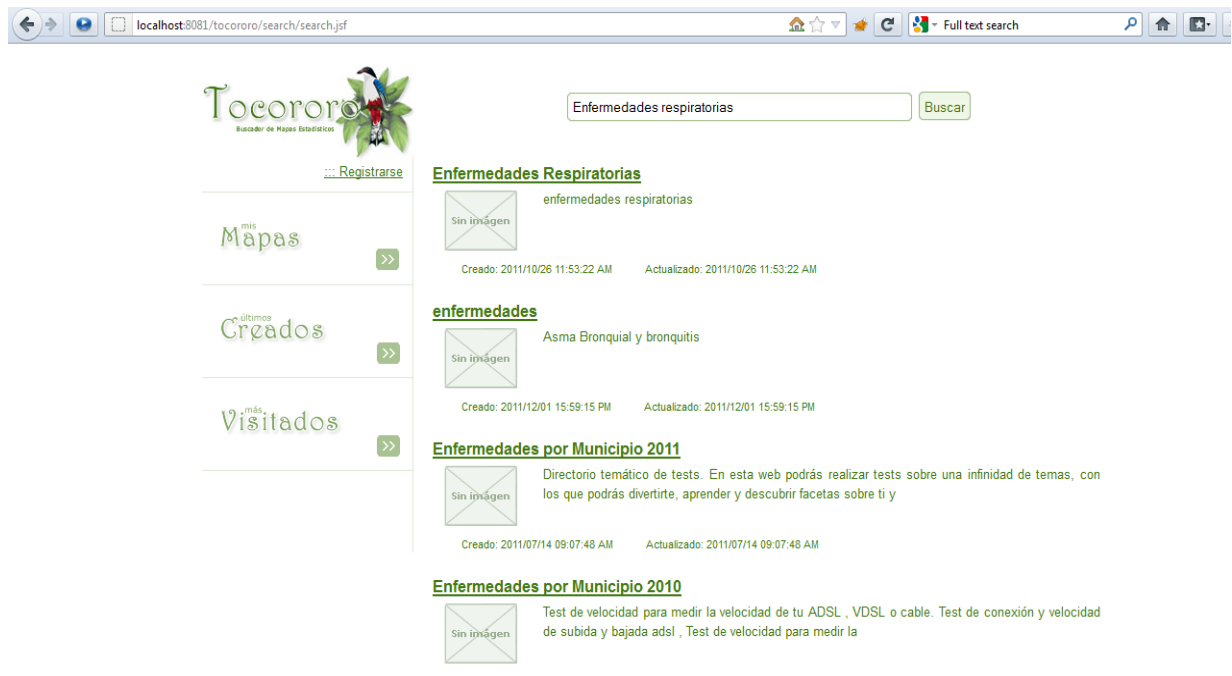 localhost:8081/tocororo/search/search.jsf
Full text search
Tocororo
Buscador de Mapas Estadísticos
Enfermedades respiratorias
Buscar
::: Registrarse
mis
Mapas
>>
últimos
Creados
>>
más
Visitados
>>
Enfermedades Respiratorias
Sin imágen
enfermedades respiratorias
Creado: 2011/10/26 11:53:22 AM Actualizado: 2011/10/26 11:53:22 AM
enfermedades
Sin imágen
Asma Bronquial y bronquitis
Creado: 2011/12/01 15:59:15 PM Actualizado: 2011/12/01 15:59:15 PM
Enfermedades por Municipio 2011
Sin imágen
Directorio temático de tests. En esta web podrás realizar tests sobre una infinidad de temas, con
los que podrás divertirte, aprender y descubrir facetas sobre ti y
Creado: 2011/07/14 09:07:48 AM Actualizado: 2011/07/14 09:07:48 AM
Enfermedades por Municipio 2010
Sin imágen
Test de velocidad para medir la velocidad de tu ADSL , VDSL o cable. Test de conexión y velocidad
de subida y bajada adsl , Test de velocidad para medir la